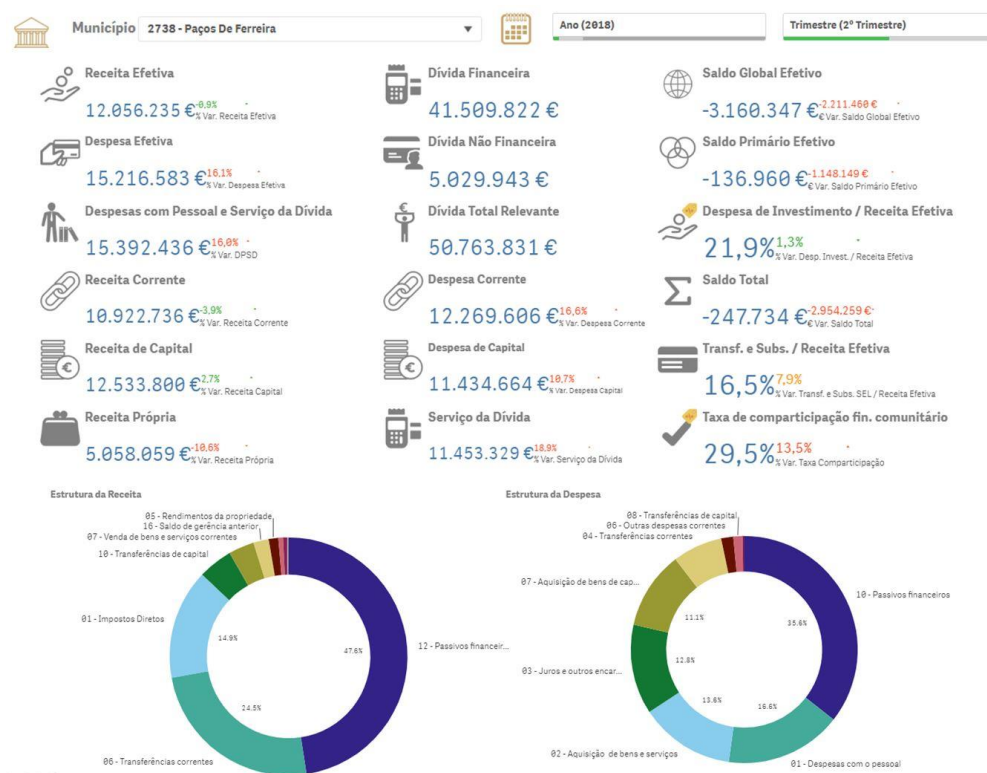 Município 2738 - Paços De Ferreira
Ano (2018)
Trimestre (2º Trimestre)
Receita Efetiva
12.056.235 € -0,9%
% Var. Receita Efetiva
Dívida Financeira
41.509.822 €
Saldo Global Efetivo
-3.160.347 € -2.211.460 €
€ Var. Saldo Global Efetivo
Despesa Efetiva
15.216.583 € 16,1%
% Var. Despesa Efetiva
Dívida Não Financeira
5.029.943 €
Saldo Primário Efetivo
-136.960 € -1.148.149 €
€ Var. Saldo Primário Efetivo
Despesas com Pessoal e Serviço da Dívida
15.392.436 € 16,0%
% Var. DPSD
Dívida Total Relevante
50.763.831 €
Despesa de Investimento / Receita Efetiva
21,9% 1,3%
% Var. Desp. Invest. / Receita Efetiva
Receita Corrente
10.922.736 € -3,9%
% Var. Receita Corrente
Despesa Corrente
12.269.606 € 16,6%
% Var. Despesa Corrente
Saldo Total
-247.734 € -2.954.259 €
€ Var. Saldo Total
Receita de Capital
12.533.800 € 2,7%
% Var. Receita Capital
Despesa de Capital
11.434.664 € 10,7%
% Var. Despesa Capital
Transf. e Subs. / Receita Efetiva
16,5% 7,9%
% Var. Transf. e Subs. SEL / Receita Efetiva
Receita Própria
5.058.059 € -10,6%
% Var. Receita Própria
Serviço da Dívida
11.453.329 € 18,9%
% Var. Serviço da Dívida
Taxa de comparticipação fin. comunitário
29,5% 13,5%
% Var. Taxa Comparticipação
Estrutura da Receita
05 - Rendimentos da propriedade
16 - Saldo de gerência anterior
07 - Venda de bens e serviços correntes
10 - Transferências de capital
01 - Impostos Diretos
14.9%
47.6%
12 - Passivos financeir...
24.5%
06 - Transferências correntes
Estrutura da Despesa
08 - Transferências de capital
06 - Outras despesas correntes
04 - Transferências correntes
07 - Aquisição de bens de cap...
10 - Passivos financeiros
11.1%
35.6%
12.8%
03 - Juros e outros encar...
13.6%
16.6%
02 - Aquisição de bens e serviços
01 - Despesas com o pessoal